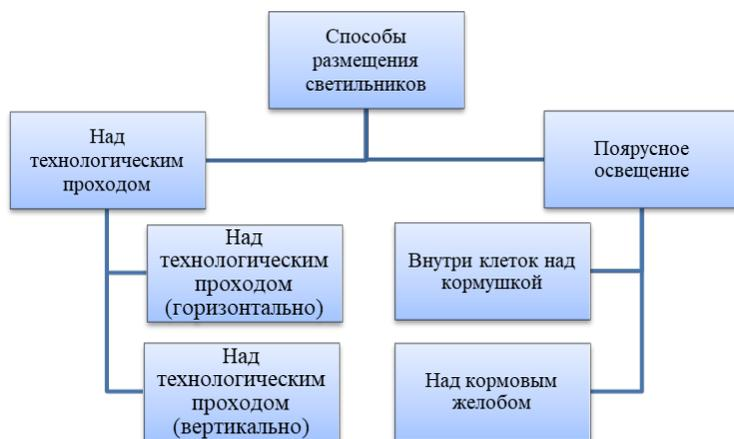 Способы
размещения
светильников
Над
технологическим
проходом
Поярусное
освещение
Над
технологическим
проходом
(горизонтально)
Внутри клеток над
кормушкой
Над
технологическим
проходом
(вертикально)
Над кормовым
желобом